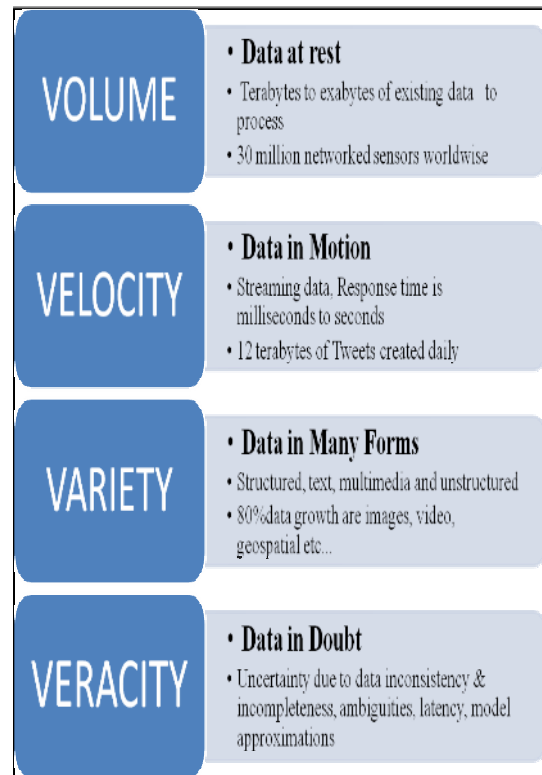 VOLUME
• Data at rest
• Terabytes to exabytes of existing data to
process
• 30 million networked sensors worldwise
VELOCITY
• Data in Motion
• Streaming data, Response time is
milliseconds to seconds
• 12 terabytes of Tweets created daily
VARIETY
• Data in Many Forms
• Structured, text, multimedia and unstructured
• 80%data growth are images, video,
geospatial etc...
VERACITY
• Data in Doubt
• Uncertainty due to data inconsistency &
incompleteness, ambiguities, latency, model
approximations